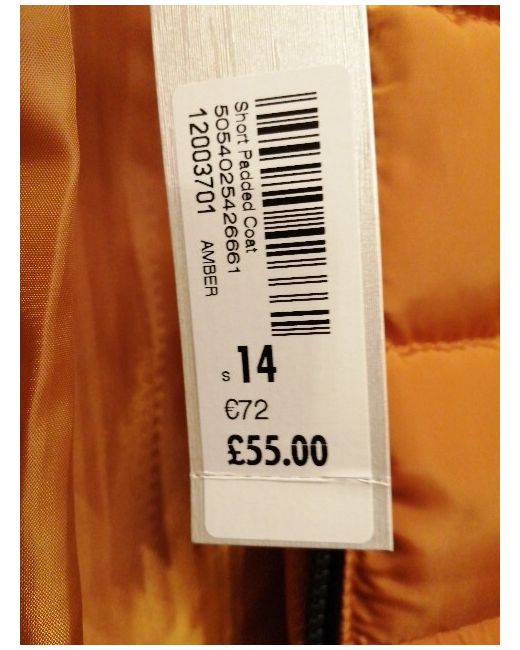 Short Padded Coat
5054025426661
12003701 AMBER
S 14
€72
£55.00